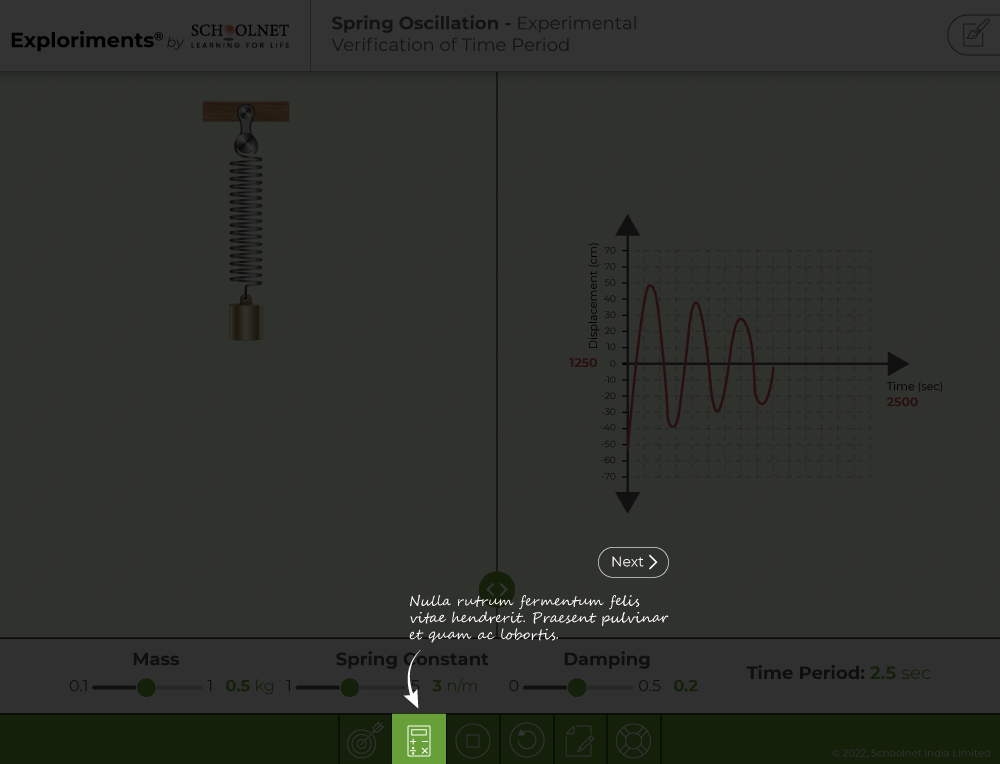 Exploriments® by SCHOOLNET
LEARNING FOR LIFE
Spring Oscillation - Experimental
Verification of Time Period
Displacement (cm)
70
70
50
40
30
20
10
1250 0
-10
-20
-30
-40
-50
-60
-70
Time (sec)
2500
Next
Nulla rutrum fermentum felis
vitae hendrerit. Praesent pulvinar
et quam ac lobortis.
Mass
0.1 1 0.5 kg
Spring Constant
1 5 3 n/m
Damping
0 0.5 0.2
Time Period: 2.5 sec
© 2022, Schoolnet India Limited